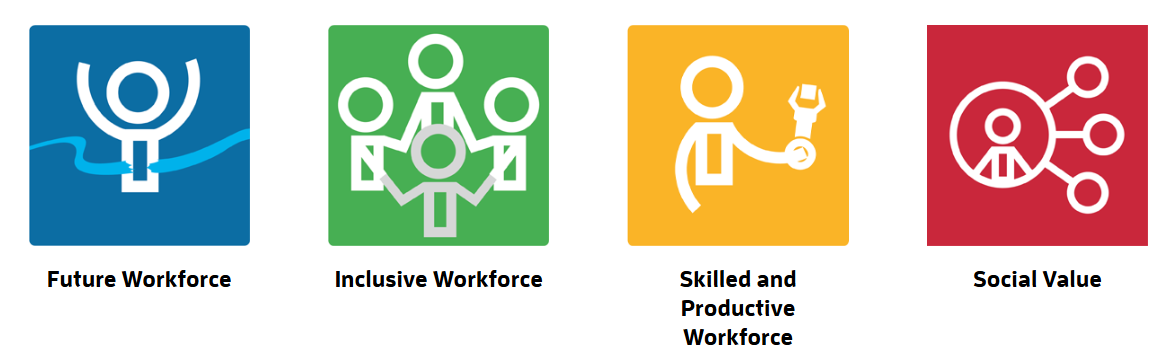 Future Workforce
Inclusive Workforce
Skilled and
Productive
Workforce
Social Value